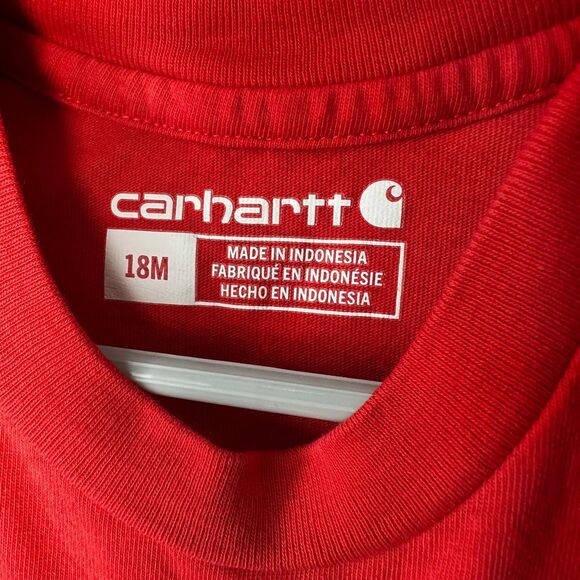 carhartt
18M
MADE IN INDONESIA
FABRIQUÉ EN INDONÉSIE
HECHO EN INDONESIA